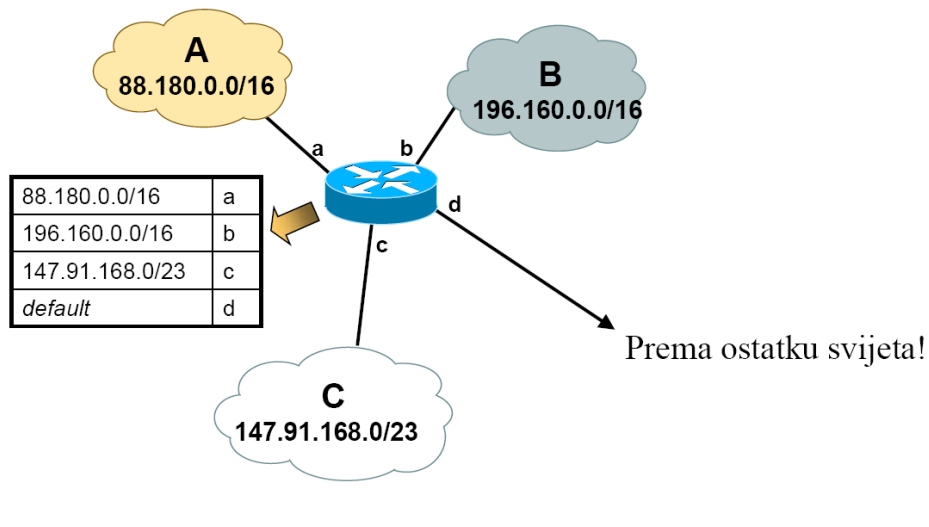 A
88.180.0.0/16
B
196.160.0.0/16
a
b
88.180.0.0/16 a
196.160.0.0/16 b
147.91.168.0/23 c
default d
d
c
Prema ostatku svijeta!
C
147.91.168.0/23